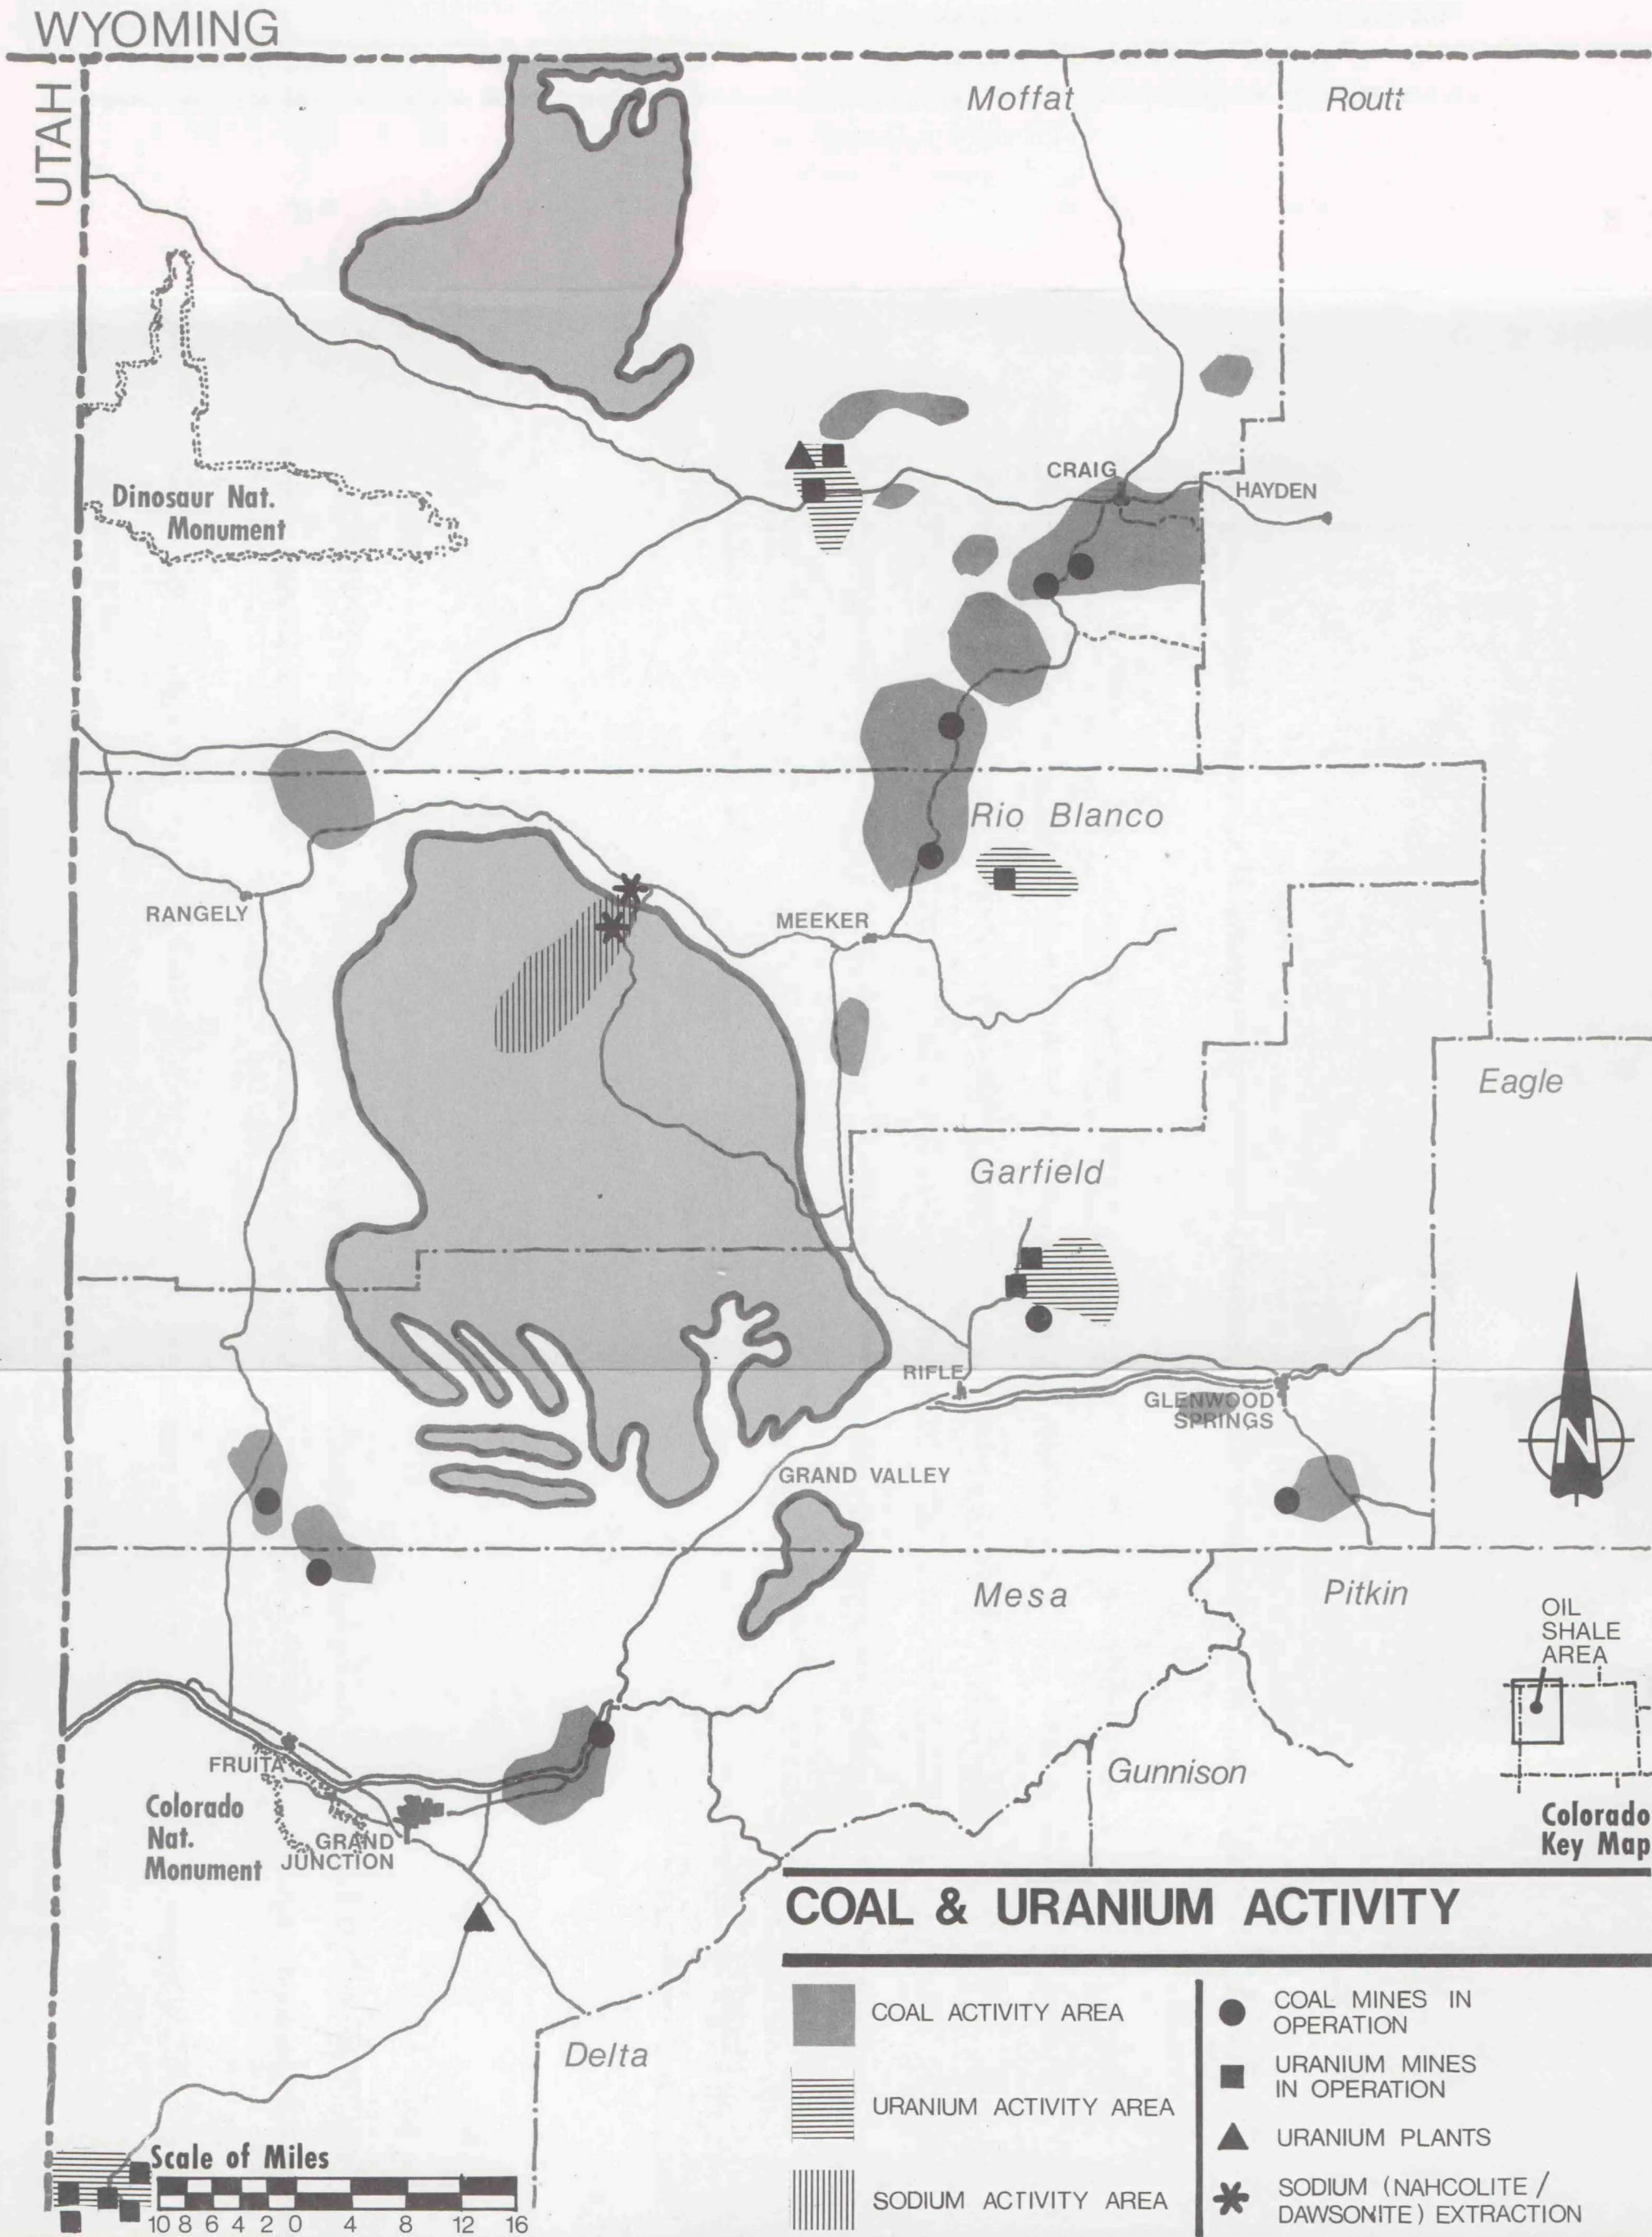 WYOMING
UTAH
Moffat
Routt
Dinosaur Nat.
Monument
CRAIG
HAYDEN
Rio Blanco
RANGELY
MEEKER
Eagle
Garfield
RIFLE
GLENWOOD
SPRINGS
N
GRAND VALLEY
Mesa
Pitkin
OIL
SHALE
AREA
FRUITA
Gunnison
Colorado
Nat.
Monument
GRAND
JUNCTION
Colorado
Key Map
COAL & URANIUM ACTIVITY
COAL ACTIVITY AREA
URANIUM ACTIVITY AREA
SODIUM ACTIVITY AREA
COAL MINES IN
OPERATION
URANIUM MINES
IN OPERATION
URANIUM PLANTS
SODIUM (NAHCOLITE /
DAWSONITE) EXTRACTION
Delta
Scale of Miles
10 8 6 4 2 0 4 8 12 16